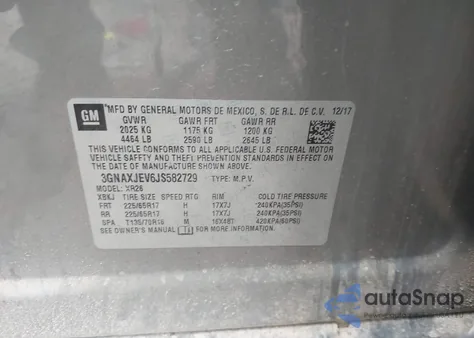 GM
MFD BY GENERAL MOTORS DE MEXICO, S. DE R.L. DE C.V. 12/17
GVWR GAWR FRT GAWR RR
2025 KG 1175 KG 1200 KG
4464 LB 2590 LB 2645 LB
THIS VEHICLE CONFORMS TO ALL APPLICABLE U.S. FEDERAL
MOTOR VEHICLE SAFETY, BUMPER, AND THEFT
PREVENTION STANDARDS IN EFFECT ON THE DATE OF
MANUFACTURE SHOWN ABOVE.
3GNAXJEV6JS582729 TYPE: M.P.V.
MODEL: XR26
XBKJ TIRE SIZE SPEED RTG RIM COLD TIRE PRESSURE
FRT 225/65R17 H 17X7J 240KPA(35PSI)
RR 225/65R17 H 17X7J 240KPA(35PSI)
SPA T135/70R16 M 16X4BT 420KPA(60PSI)
SEE OWNER'S MANUAL FOR MORE INFORMATION.
autoSnap